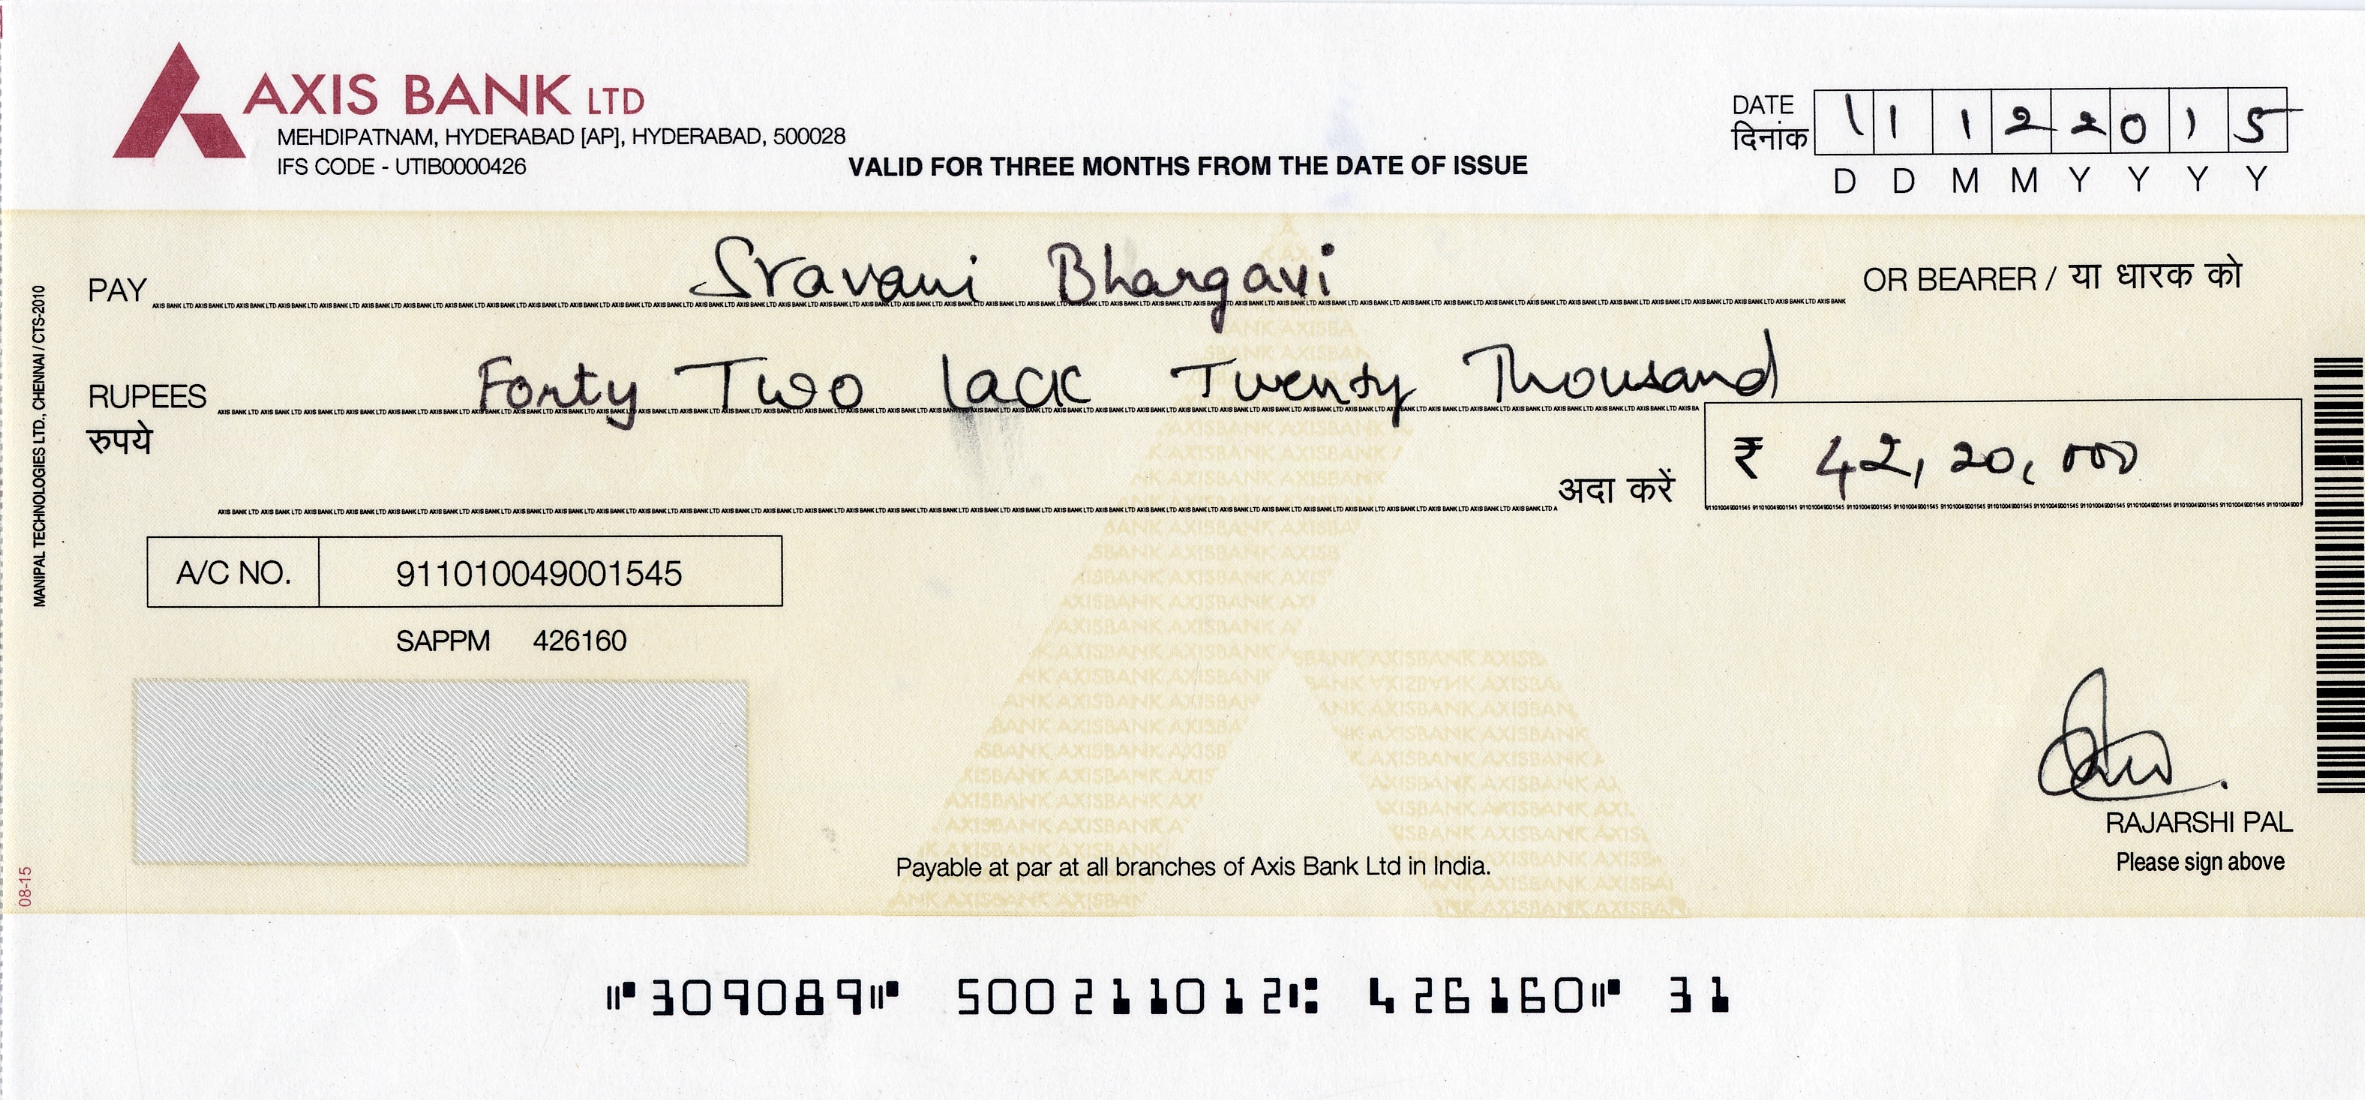 AXIS BANK LTD
MEHDIPATNAM, HYDERABAD [AP], HYDERABAD, 500028
IFS CODE - UTIB0000426
VALID FOR THREE MONTHS FROM THE DATE OF ISSUE
DATE 1 1 1 2 2 0 1 5
दिनांक
D D M M Y Y Y Y
PAY Sravani Bhargavi OR BEARER / या धारक को
RUPEES Forty Two Lack Twenty Thousand
रुपये
अदा करें ₹ 42,20,000
A/C NO. 911010049001545
SAPPM 426160
VOID
RAJARSHI PAL
Please sign above
Payable at par at all branches of Axis Bank Ltd in India.
MANIPAL TECHNOLOGIES LTD., CHENNAI / CTS-2010
08-15
⑈309089⑈ 500211012⑆ 426160⑈ 31